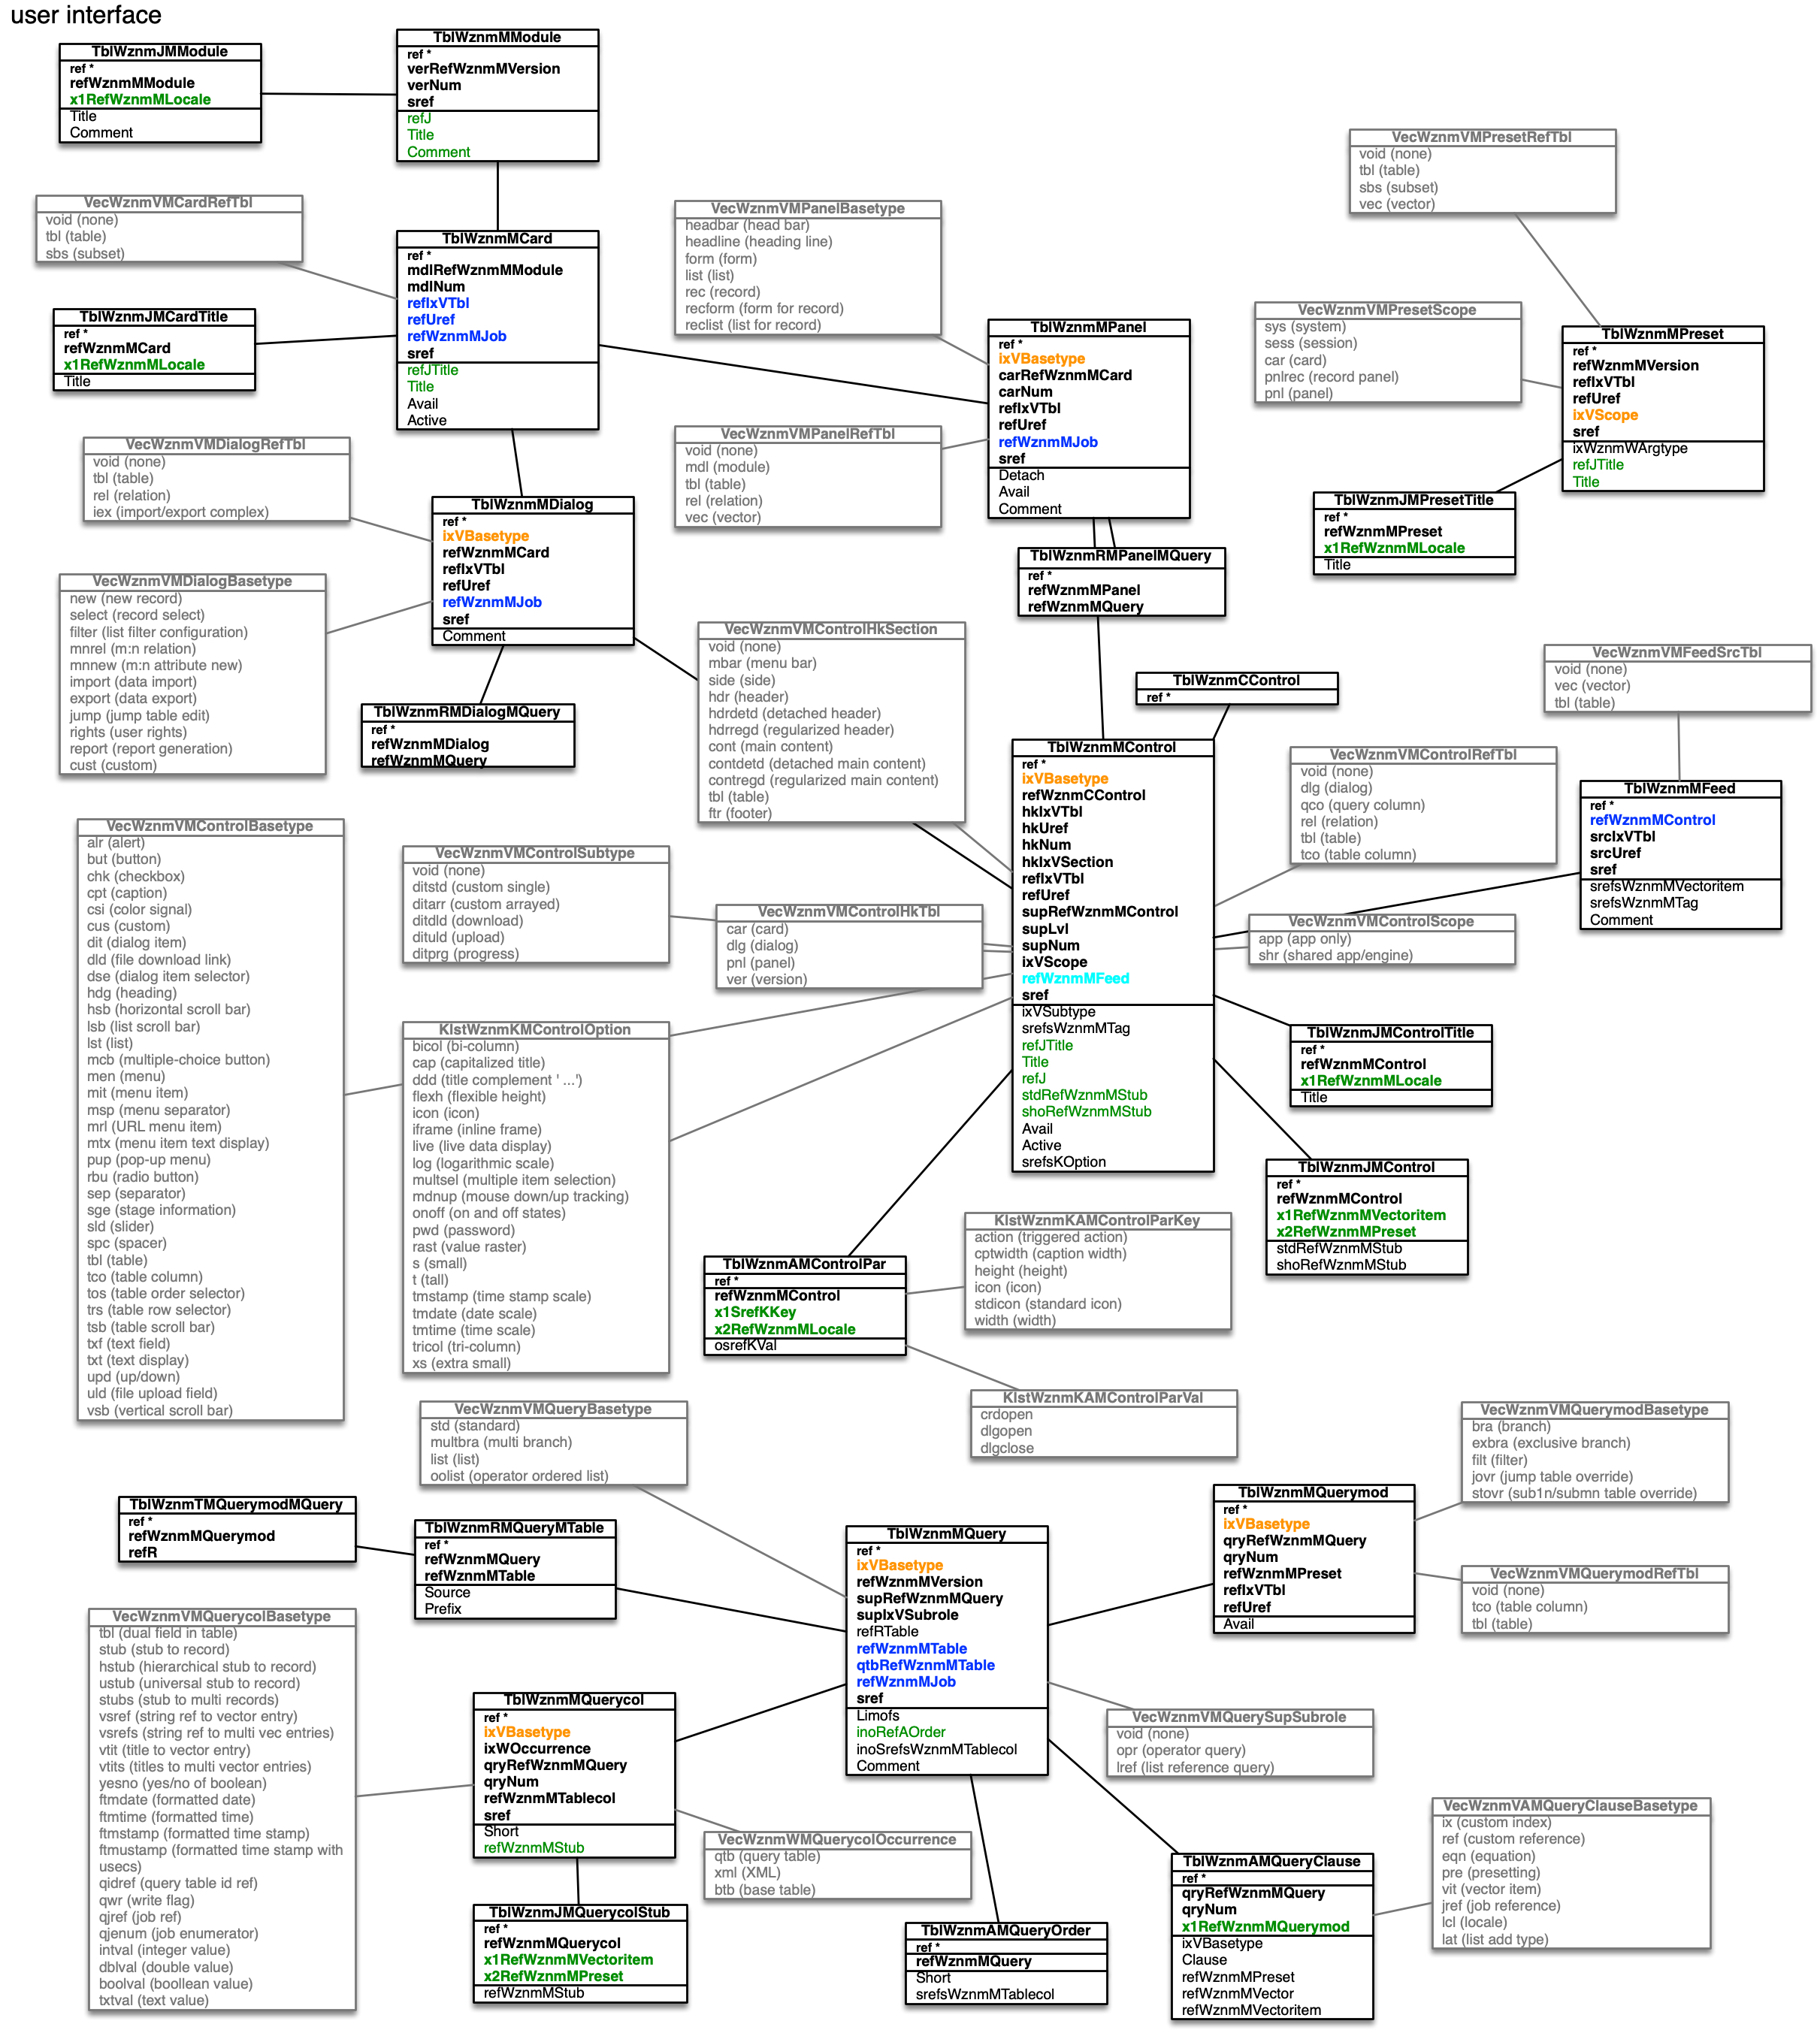 user interface
TblWznmJMModule
ref *
refWznmMModule
x1RefWznmMLocale
Title
Comment
TblWznmMModule
ref *
verRefWznmMVersion
verNum
sref
refJ
Title
Comment
VecWznmVMCardRefTbl
void (none)
tbl (table)
sbs (subset)
TblWznmMCard
ref *
mdlRefWznmMModule
mdlNum
refIxVTbl
refUref
refWznmMJob
sref
refJTitle
Title
Avail
Active
TblWznmJMCardTitle
ref *
refWznmMCard
x1RefWznmMLocale
Title
VecWznmVMPanelBasetype
headbar (head bar)
headline (heading line)
form (form)
list (list)
rec (record)
recform (form for record)
reclist (list for record)
VecWznmVMPresetRefTbl
void (none)
tbl (table)
sbs (subset)
vec (vector)
VecWznmVMPresetScope
sys (system)
sess (session)
car (card)
pnlrec (record panel)
pnl (panel)
TblWznmMPanel
ref *
ixVBasetype
carRefWznmMCard
carNum
refIxVTbl
refUref
refWznmMJob
sref
Detach
Avail
Comment
TblWznmMPreset
ref *
refWznmMVersion
refIxVTbl
refUref
ixVScope
sref
ixWznmWArgtype
refJTitle
Title
VecWznmVMPanelRefTbl
void (none)
mdl (module)
tbl (table)
rel (relation)
vec (vector)
TblWznmJMPresetTitle
ref *
refWznmMPreset
x1RefWznmMLocale
Title
VecWznmVMDialogRefTbl
void (none)
tbl (table)
rel (relation)
iex (import/export complex)
TblWznmMDialog
ref *
ixVBasetype
refWznmMCard
refIxVTbl
refUref
refWznmMJob
sref
Comment
VecWznmVMDialogBasetype
new (new record)
select (record select)
filter (list filter configuration)
mnrel (m:n relation)
mnnew (m:n attribute new)
import (data import)
export (data export)
jump (jump table edit)
rights (user rights)
report (report generation)
cust (custom)
TblWznmRMPanelMQuery
ref *
refWznmMPanel
refWznmMQuery
TblWznmRMDialogMQuery
ref *
refWznmMDialog
refWznmMQuery
VecWznmVMControlHkSection
void (none)
mbar (menu bar)
side (side)
hdr (header)
hdrdetd (detached header)
hdrregd (regularized header)
cont (main content)
contdetd (detached main content)
contregd (regularized main content)
tbl (table)
ftr (footer)
TblWznmCControl
ref *
VecWznmVMFeedSrcTbl
void (none)
vec (vector)
tbl (table)
TblWznmMControl
ref *
ixVBasetype
refWznmCControl
hkIxVTbl
hkUref
hkNum
hkIxVSection
refIxVTbl
refUref
supRefWznmMControl
supLvl
supNum
ixVScope
refWznmMFeed
sref
ixVSubtype
srefsWznmMTag
refJTitle
Title
refJ
stdRefWznmMStub
shoRefWznmMStub
Avail
Active
srefsKOption
VecWznmVMControlRefTbl
void (none)
dlg (dialog)
qco (query column)
rel (relation)
tbl (table)
tco (table column)
TblWznmMFeed
ref *
refWznmMControl
srcIxVTbl
srcUref
sref
srefsWznmMVectoritem
srefsWznmMTag
Comment
VecWznmVMControlBasetype
alr (alert)
but (button)
chk (checkbox)
cpt (caption)
csi (color signal)
cus (custom)
dit (dialog item)
dld (file download link)
dse (dialog item selector)
hdg (heading)
hsb (horizontal scroll bar)
lsb (list scroll bar)
lst (list)
mcb (multiple-choice button)
men (menu)
mit (menu item)
msp (menu separator)
mrl (URL menu item)
mtx (menu item text display)
pup (pop-up menu)
rbu (radio button)
sep (separator)
sge (stage information)
sld (slider)
spc (spacer)
tbl (table)
tco (table column)
tos (table order selector)
trs (table row selector)
tsb (table scroll bar)
txf (text field)
txt (text display)
upd (up/down)
uld (file upload field)
vsb (vertical scroll bar)
VecWznmVMControlSubtype
void (none)
ditstd (custom single)
ditarr (custom arrayed)
ditdld (download)
dituld (upload)
ditprg (progress)
VecWznmVMControlHkTbl
car (card)
dlg (dialog)
pnl (panel)
ver (version)
VecWznmVMControlScope
app (app only)
shr (shared app/engine)
KlstWznmKMControlOption
bicol (bi-column)
cap (capitalized title)
ddd (title complement ' ...')
flexh (flexible height)
icon (icon)
iframe (inline frame)
live (live data display)
log (logarithmic scale)
multsel (multiple item selection)
mdnup (mouse down/up tracking)
onoff (on and off states)
pwd (password)
rast (value raster)
s (small)
t (tall)
tmstamp (time stamp scale)
tmdate (date scale)
tmtime (time scale)
tricol (tri-column)
xs (extra small)
TblWznmJMControlTitle
ref *
refWznmMControl
x1RefWznmMLocale
Title
TblWznmJMControl
ref *
refWznmMControl
x1RefWznmMVectoritem
x2RefWznmMPreset
stdRefWznmMStub
shoRefWznmMStub
TblWznmAMControlPar
ref *
refWznmMControl
x1SrefKKey
x2RefWznmMLocale
osrefKVal
KlstWznmKAMControlParKey
action (triggered action)
cptwidth (caption width)
height (height)
icon (icon)
stdicon (standard icon)
width (width)
KlstWznmKAMControlParVal
crdopen
dlgopen
dlgclose
VecWznmVMQueryBasetype
std (standard)
multbra (multi branch)
list (list)
oolist (operator ordered list)
VecWznmVMQuerymodBasetype
bra (branch)
exbra (exclusive branch)
filt (filter)
jovr (jump table override)
stovr (sub1n/submn table override)
TblWznmTMQuerymodMQuery
ref *
refWznmMQuerymod
refR
TblWznmRMQueryMTable
ref *
refWznmMQuery
refWznmMTable
Source
Prefix
TblWznmMQuery
ref *
ixVBasetype
refWznmMVersion
supRefWznmMQuery
supIxVSubrole
refRTable
refWznmMTable
qtbRefWznmMTable
refWznmMJob
sref
Limofs
inoRefAOrder
inoSrefsWznmMTablecol
Comment
TblWznmMQuerymod
ref *
ixVBasetype
qryRefWznmMQuery
qryNum
refWznmMPreset
refIxVTbl
refUref
Avail
VecWznmVMQuerymodRefTbl
void (none)
tco (table column)
tbl (table)
VecWznmVMQuerycolBasetype
tbl (dual field in table)
stub (stub to record)
hstub (hierarchical stub to record)
ustub (universal stub to record)
stubs (stub to multi records)
vsref (string ref to vector entry)
vsrefs (string ref to multi vec entries)
vtit (title to vector entry)
vtits (titles to multi vector entries)
yesno (yes/no of boolean)
ftmdate (formatted date)
ftmtime (formatted time)
ftmstamp (formatted time stamp)
ftmustamp (formatted time stamp with
usecs)
qidref (query table id ref)
qwr (write flag)
qjref (job ref)
qjenum (job enumerator)
intval (integer value)
dblval (double value)
boolval (boollean value)
txtval (text value)
TblWznmMQuerycol
ref *
ixVBasetype
ixWOccurrence
qryRefWznmMQuery
qryNum
refWznmMTablecol
sref
Short
refWznmMStub
VecWznmVMQuerySupSubrole
void (none)
opr (operator query)
lref (list reference query)
VecWznmWMQuerycolOccurrence
qtb (query table)
xml (XML)
btb (base table)
VecWznmVAMQueryClauseBasetype
ix (custom index)
ref (custom reference)
eqn (equation)
pre (presetting)
vit (vector item)
jref (job reference)
lcl (locale)
lat (list add type)
TblWznmJMQuerycolStub
ref *
refWznmMQuerycol
x1RefWznmMVectoritem
x2RefWznmMPreset
refWznmMStub
TblWznmAMQueryOrder
ref *
refWznmMQuery
Short
srefsWznmMTablecol
TblWznmAMQueryClause
ref *
qryRefWznmMQuery
qryNum
x1RefWznmMQuerymod
ixVBasetype
Clause
refWznmMPreset
refWznmMVector
refWznmMVectoritem